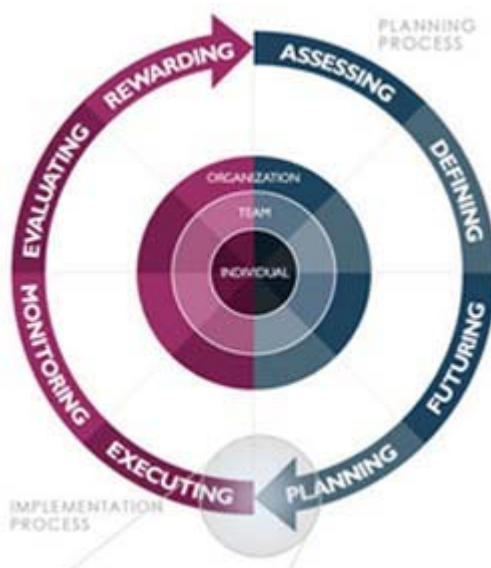 PLANNING
PROCESS
ASSESSING
DEFINING
FUTURING
PLANNING
EXECUTING
MONITORING
EVALUATING
REWARDING
ORGANIZATION
TEAM
INDIVIDUAL
IMPLEMENTATION
PROCESS